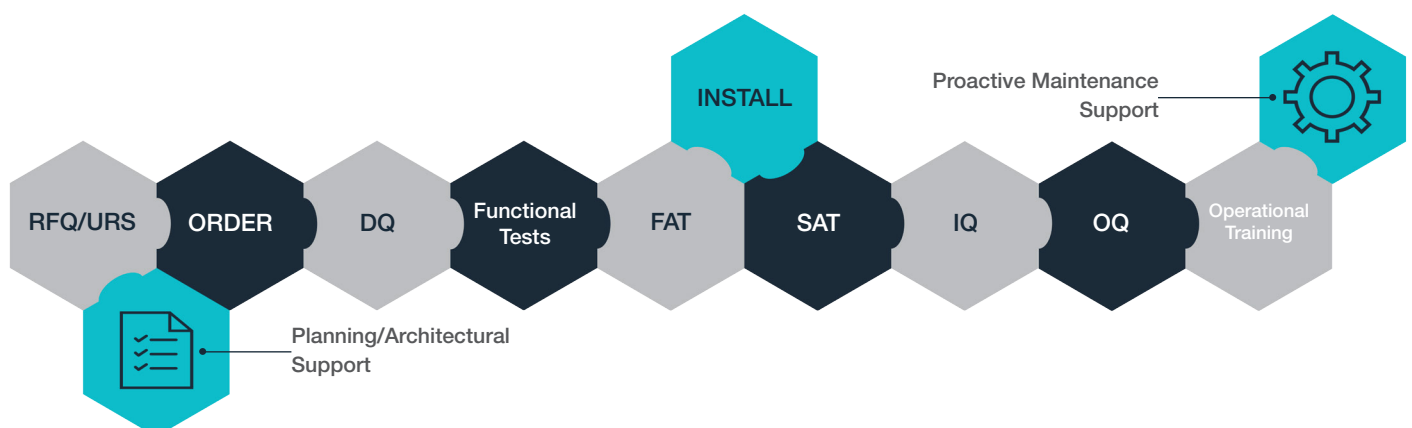 INSTALL
Proactive Maintenance
Support
RFQ/URS
ORDER
DQ
Functional
Tests
FAT
SAT
IQ
OQ
Operational
Training
Planning/Architectural
Support